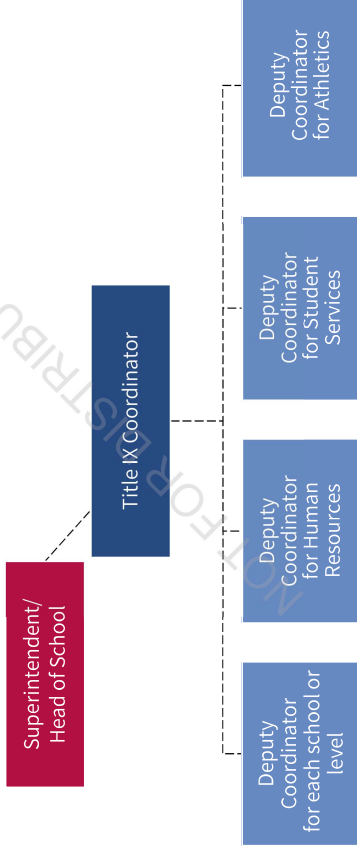 Superintendent/
Head of School
Title IX Coordinator
Deputy
Coordinator
for each school or
level
Deputy
Coordinator
for Human
Resources
Deputy
Coordinator
for Student
Services
Deputy
Coordinator
for Athletics
NOT FOR DISTRIBU